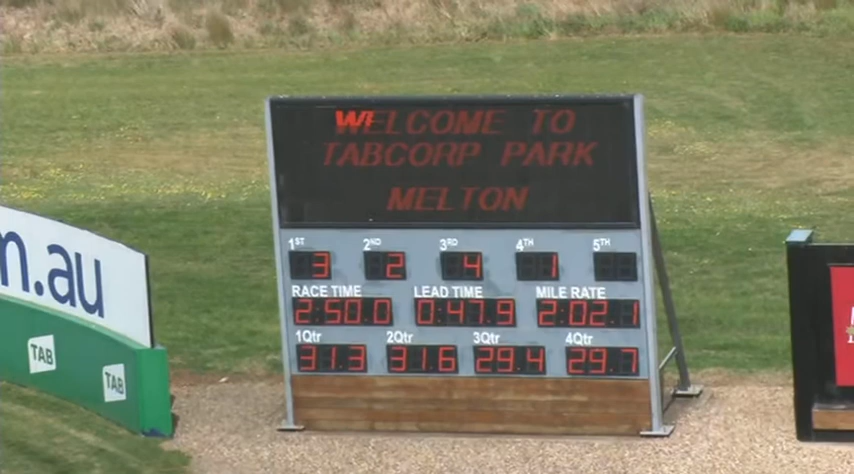 WELCOME TO
TABCORP PARK
MELTON
1ST 2ND 3RD 4TH 5TH
3 2 4 1
RACE TIME LEAD TIME MILE RATE
2:50.0 0:47.9 2:02.1
1Qtr 2Qtr 3Qtr 4Qtr
31.3 31.6 29.4 29.7
m.au
TAB
TAB